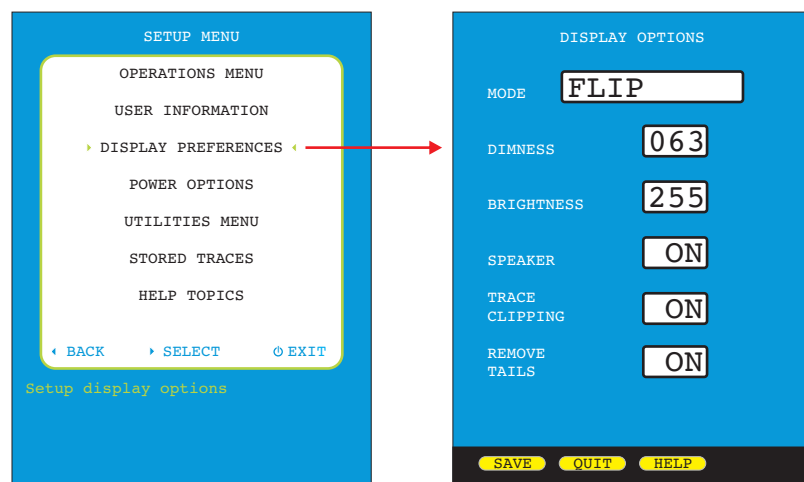 SETUP MENU
OPERATIONS MENU
USER INFORMATION
DISPLAY PREFERENCES
POWER OPTIONS
UTILITIES MENU
STORED TRACES
HELP TOPICS
BACK SELECT EXIT
Setup display options
DISPLAY OPTIONS
MODE FLIP
DIMNESS 063
BRIGHTNESS 255
SPEAKER ON
TRACE
CLIPPING ON
REMOVE
TAILS ON
SAVE QUIT HELP